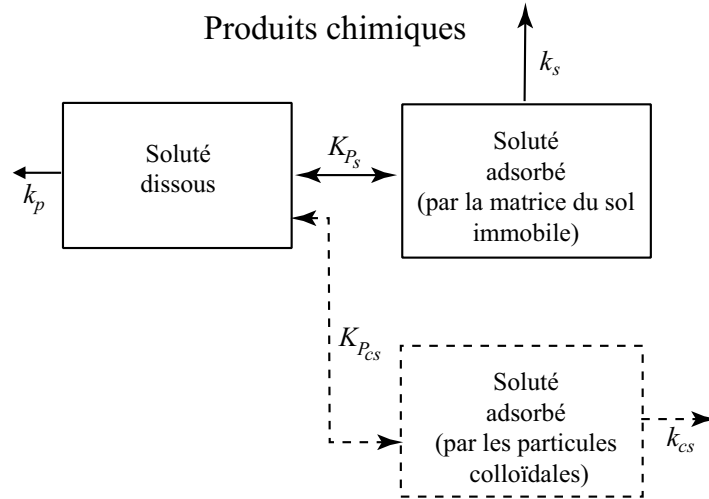 Produits chimiques
k_s
Soluté
dissous
K_{P_s}
Soluté
adsorbé
(par la matrice du sol
immobile)
k_p
K_{P_{cs}}
Soluté
adsorbé
(par les particules
colloïdales)
k_{cs}